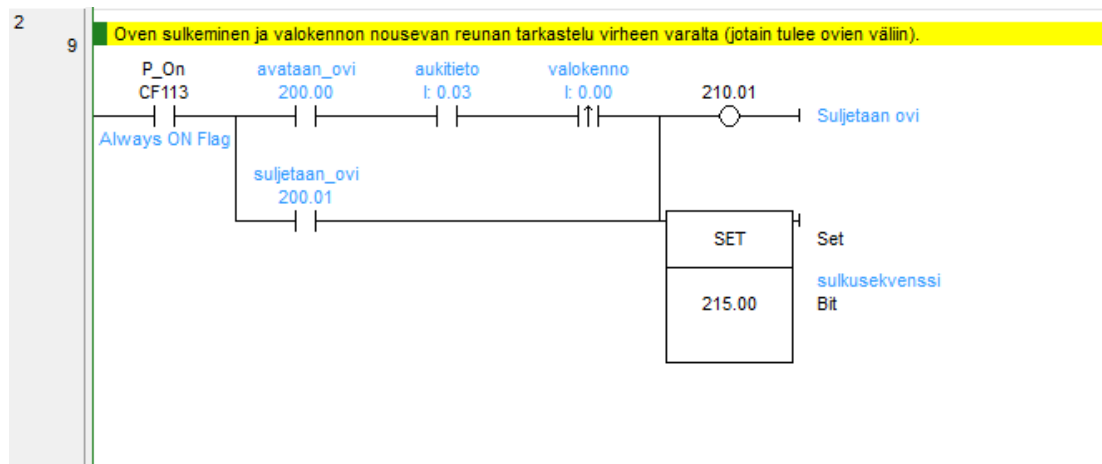 2
9
Oven sulkeminen ja valokennon nousevan reunan tarkastelu virheen varalta (jotain tulee ovien väliin).
P_On
CF113
Always ON Flag
avataan_ovi
200.00
aukitieto
I: 0.03
valokenno
I: 0.00
210.01
Suljetaan ovi
suljetaan_ovi
200.01
SET
Set
sulkusekvenssi
215.00
Bit